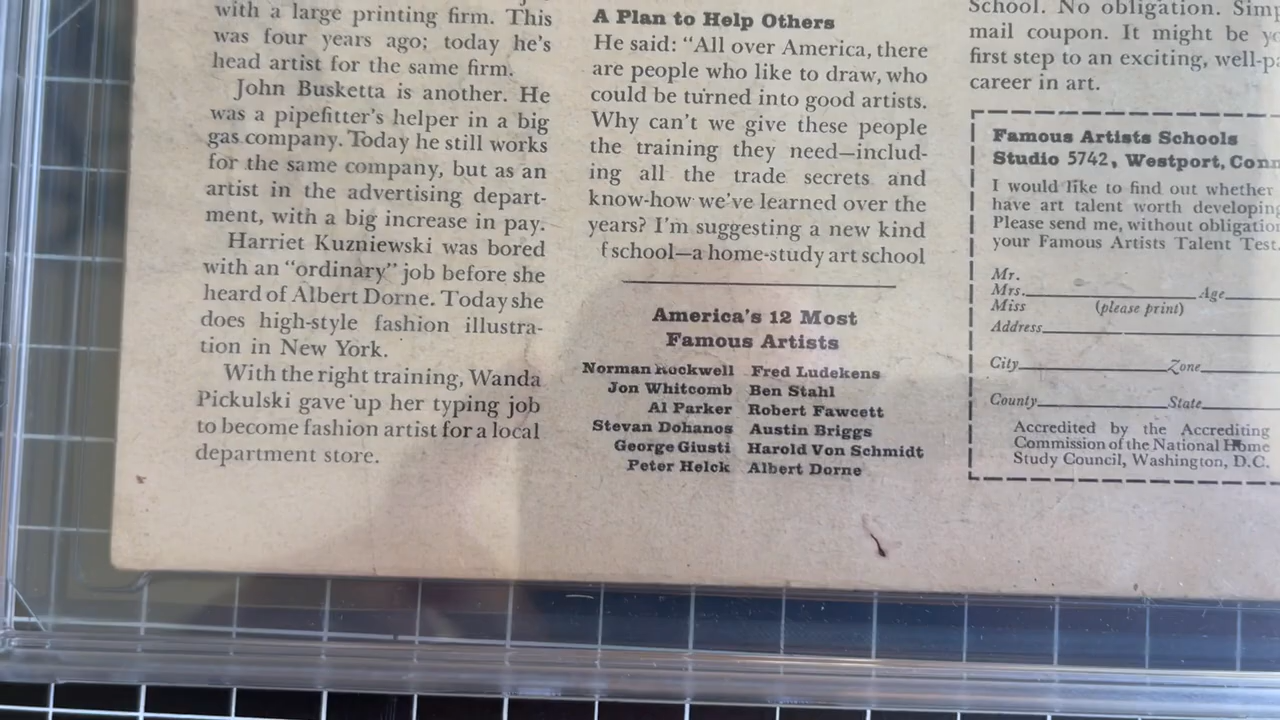 with a large printing firm. This
was four years ago; today he's
head artist for the same firm.
John Busketta is another. He
was a pipefitter's helper in a big
gas company. Today he still works
for the same company, but as an
artist in the advertising depart-
ment, with a big increase in pay.
Harriet Kuzniewski was bored
with an "ordinary" job before she
heard of Albert Dorne. Today she
does high-style fashion illustra-
tion in New York.
With the right training, Wanda
Pickulski gave up her typing job
to become fashion artist for a local
department store.
A Plan to Help Others
He said: "All over America, there
are people who like to draw, who
could be turned into good artists.
Why can't we give these people
the training they need—includ-
ing all the trade secrets and
know-how we've learned over the
years? I'm suggesting a new kind
f school—a home-study art school
America's 12 Most
Famous Artists
Norman Rockwell Fred Ludekens
Jon Whitcomb Ben Stahl
Al Parker Robert Fawcett
Stevan Dohanos Austin Briggs
George Giusti Harold Von Schmidt
Peter Helck Albert Dorne
School. No obligation. Simp
mail coupon. It might be yo
first step to an exciting, well-pa
career in art.
Famous Artists Schools
Studio 5742, Westport, Conn
I would like to find out whether
have art talent worth developing
Please send me, without obligation
your Famous Artists Talent Test.
Mr.
Mrs. Age
Miss (please print)
Address
City Zone
County State
Accredited by the Accrediting
Commission of the National Home
Study Council, Washington, D.C.